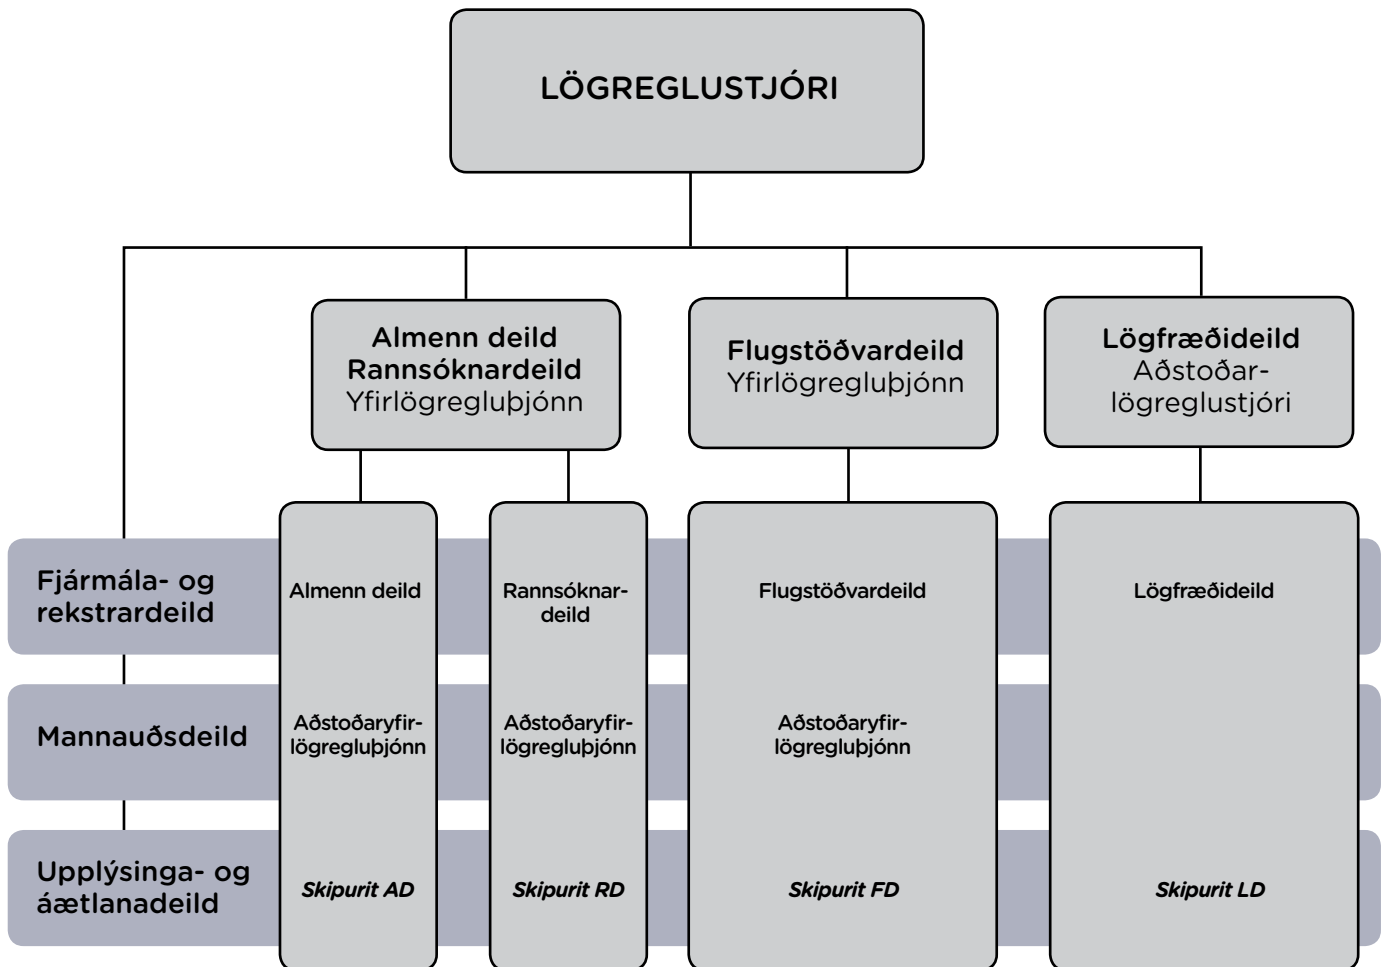 LÖGREGLUSTJÓRI
Almenn deild
Rannsóknardeild
Yfirlögregluþjónn
Flugstöðvardeild
Yfirlögregluþjónn
Lögfræðideild
Aðstoðar-
lögreglustjóri
Fjármála- og
rekstrardeild
Almenn deild
Rannsóknar-
deild
Flugstöðvardeild
Lögfræðideild
Mannauðsdeild
Aðstoðaryfir-
lögregluþjónn
Aðstoðaryfir-
lögregluþjónn
Aðstoðaryfir-
lögregluþjónn
Upplýsinga- og
áætlanadeild
Skipurit AD
Skipurit RD
Skipurit FD
Skipurit LD